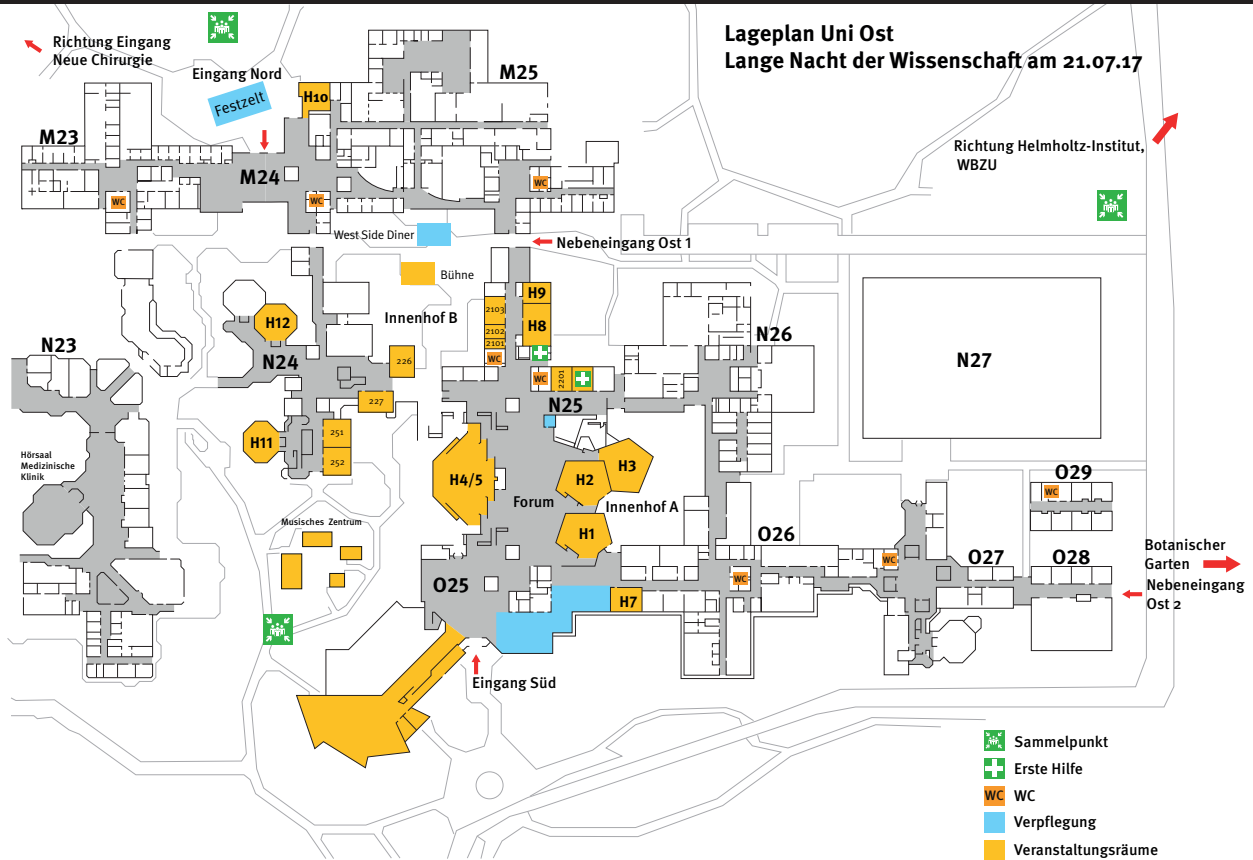 Lageplan Uni Ost
Lange Nacht der Wissenschaft am 21.07.17
Richtung Eingang
Neue Chirurgie
Eingang Nord
Festzelt
H10
M25
M23
M24
WC
WC
WC
Richtung Helmholtz-Institut,
WBZU
West Side Diner
Nebeneingang Ost 1
Bühne
Innenhof B
H12
N24
N23
2103
2102
2101
WC
H9
H8
226
227
WC
2201
N25
N26
N27
H11
251
252
Hörsaal
Medizinische
Klinik
H4/5
Forum
H3
H2
Innenhof A
H1
Musisches Zentrum
O25
H7
O26
WC
WC
O27
O28
O29
WC
Botanischer
Garten
Nebeneingang
Ost 2
Eingang Süd
Sammelpunkt
Erste Hilfe
WC WC
Verpflegung
Veranstaltungsräume